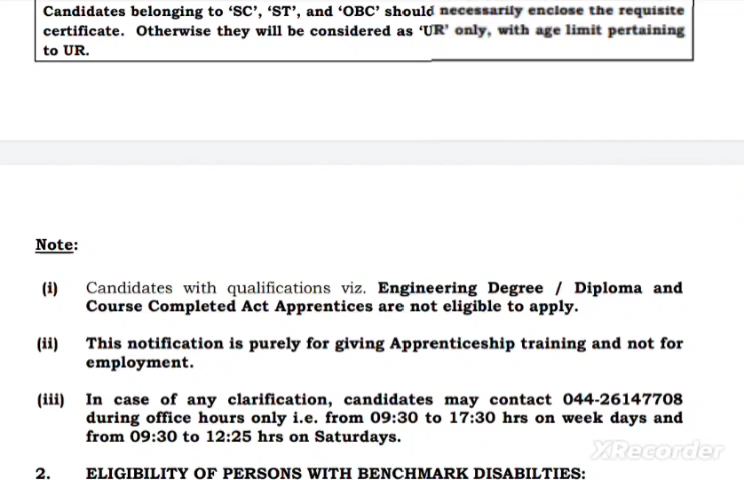 Candidates belonging to ‘SC’, ‘ST’, and ‘OBC’ should necessarily enclose the requisite
certificate. Otherwise they will be considered as ‘UR’ only, with age limit pertaining
to UR.
Note:
(i) Candidates with qualifications viz. Engineering Degree / Diploma and
Course Completed Act Apprentices are not eligible to apply.
(ii) This notification is purely for giving Apprenticeship training and not for
employment.
(iii) In case of any clarification, candidates may contact 044-26147708
during office hours only i.e. from 09:30 to 17:30 hrs on week days and
from 09:30 to 12:25 hrs on Saturdays.
XRecorder
2. ELIGIBILITY OF PERSONS WITH BENCHMARK DISABILTIES: